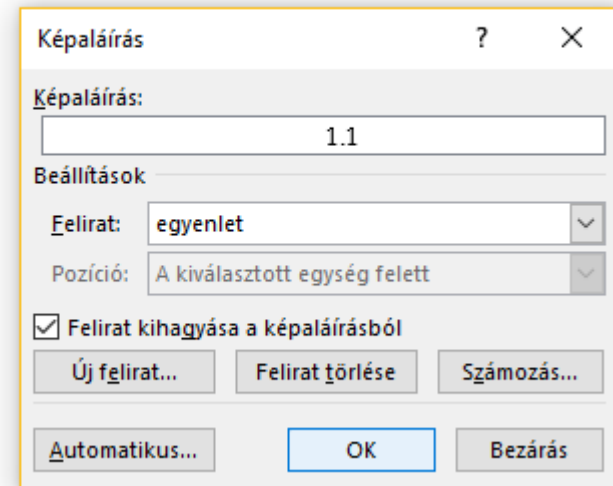 Képaláírás ?
Képaláírás:
1.1
Beállítások
Felirat: egyenlet
Pozíció: A kiválasztott egység felett
Felirat kihagyása a képaláírásból
Új felirat... Felirat törlése Számozás...
Automatikus... OK Bezárás